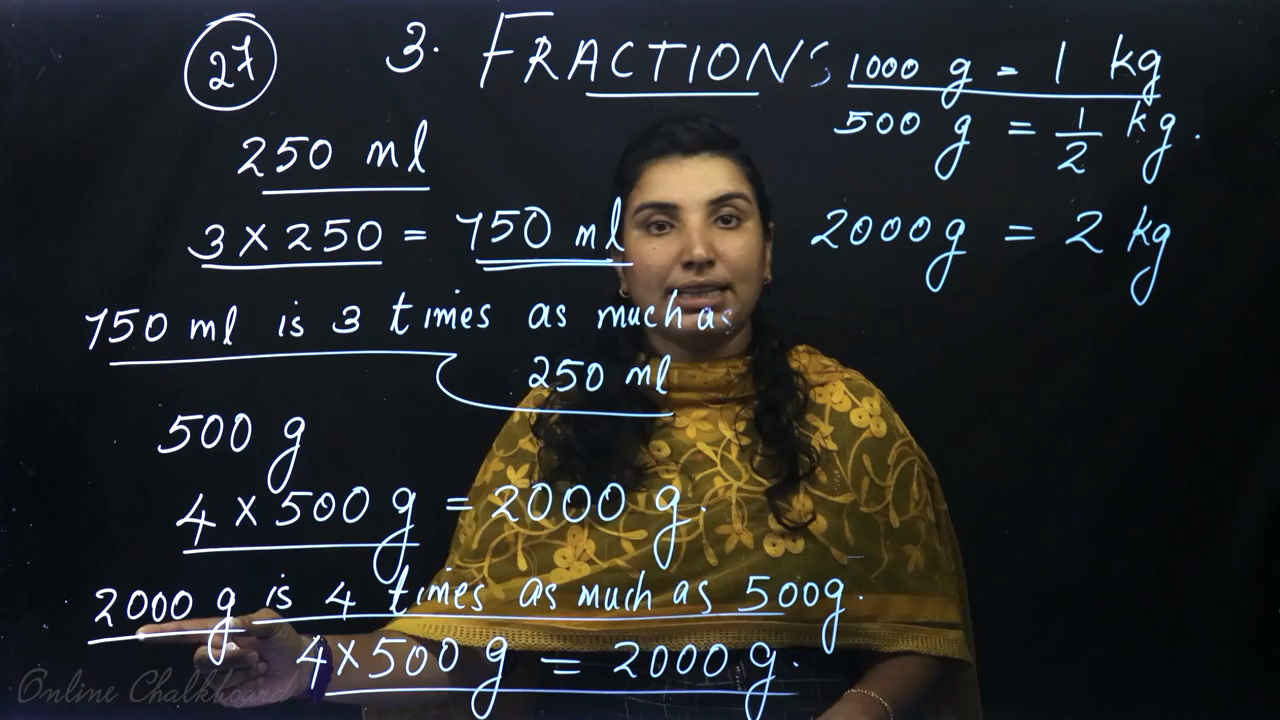 27
3. FRACTIONS
250 ml
3 × 250 = 750 ml
750 ml is 3 times as much as
250 ml
500 g
4 × 500 g = 2000 g.
2000 g is 4 times as much as 500g.
4 × 500 g = 2000 g.
1000 g = 1 kg
500 g = 1/2 kg.
2000g = 2 kg
Online Chalkboard